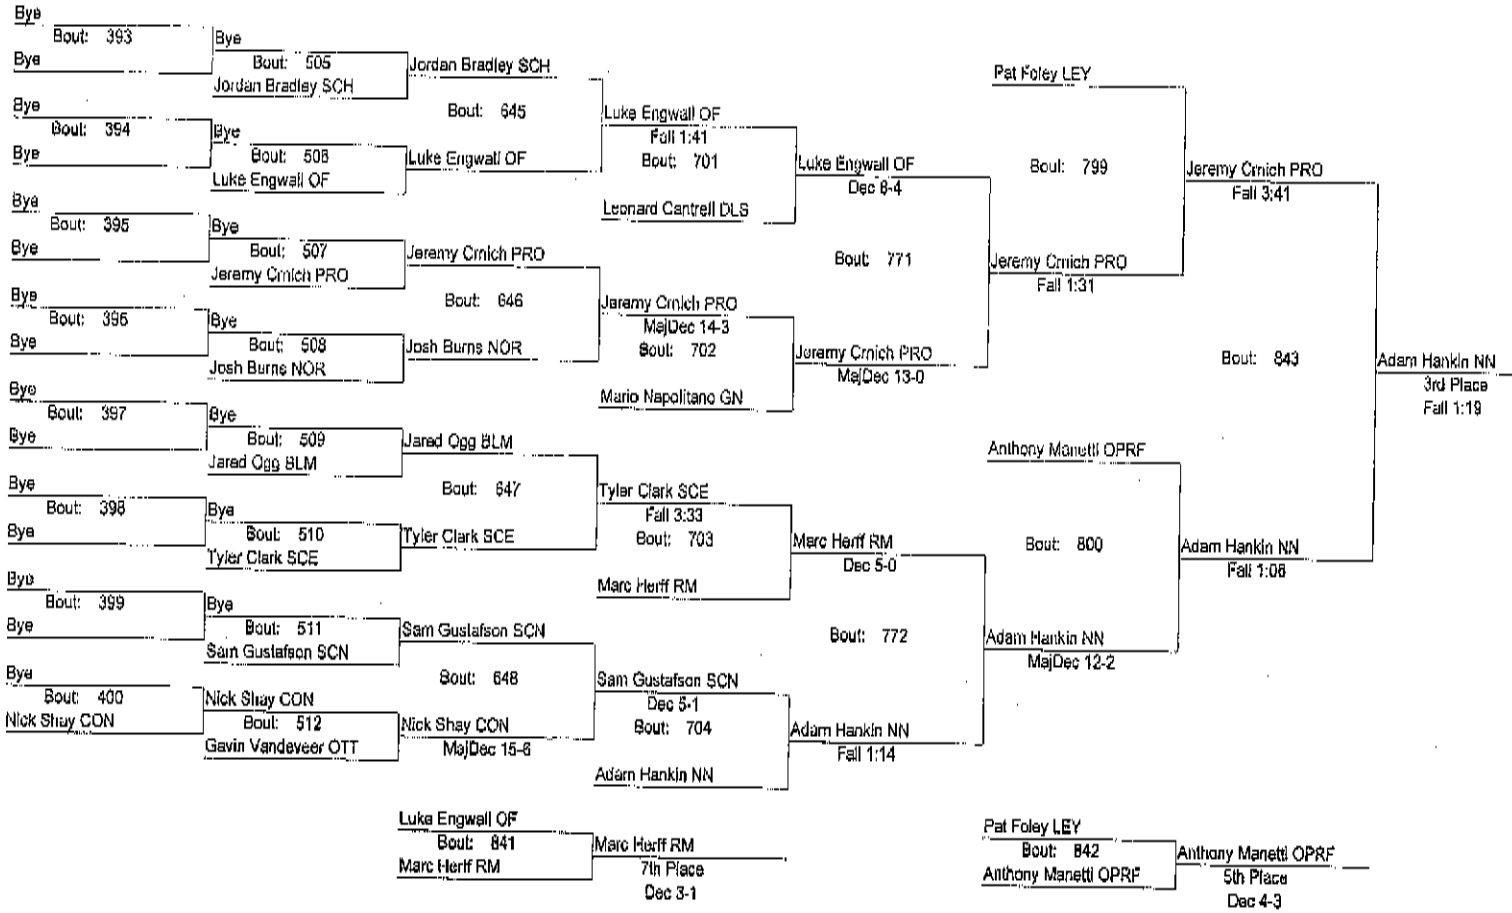 Bye
Bout: 393
Bye
Bye
Bout: 505
Jordan Bradley SCH
Jordan Bradley SCH
Bye
Bout: 394
Bye
Bye
Bout: 506
Luke Engwall OF
Bout: 645
Luke Engwall OF
Luke Engwall OF
Fall 1:41
Bout: 701
Leonard Cantrell DLS
Luke Engwall OF
Dec 8-4
Bye
Bout: 395
Bye
Bye
Bout: 507
Jeremy Crnich PRO
Jeremy Crnich PRO
Bye
Bout: 396
Bye
Bye
Bout: 508
Josh Burns NOR
Bout: 646
Josh Burns NOR
Jeremy Crnich PRO
MajDec 14-3
Bout: 702
Mario Napolitano GN
Jeremy Crnich PRO
MajDec 13-0
Bout: 771
Jeremy Crnich PRO
Fall 1:31
Pat Foley LEY
Bout: 799
Jeremy Crnich PRO
Fall 3:41
Bye
Bout: 397
Bye
Bye
Bout: 509
Jared Ogg BLM
Jared Ogg BLM
Bye
Bout: 398
Bye
Bye
Bout: 510
Tyler Clark SCE
Bout: 647
Tyler Clark SCE
Tyler Clark SCE
Fall 3:33
Bout: 703
Marc Herff RM
Marc Herff RM
Dec 5-0
Bye
Bout: 399
Bye
Bye
Bout: 511
Sam Gustafson SCN
Sam Gustafson SCN
Bye
Bout: 400
Nick Shay CON
Nick Shay CON
Bout: 512
Gavin Vandeveer OTT
Bout: 648
Nick Shay CON
MajDec 15-6
Sam Gustafson SCN
Dec 5-1
Bout: 704
Adam Hankin NN
Adam Hankin NN
Fall 1:14
Bout: 772
Adam Hankin NN
MajDec 12-2
Anthony Manetti OPRF
Bout: 800
Adam Hankin NN
Fall 1:06
Bout: 843
Adam Hankin NN
3rd Place
Fall 1:19
Luke Engwall OF
Bout: 841
Marc Herff RM
Marc Herff RM
7th Place
Dec 3-1
Pat Foley LEY
Bout: 842
Anthony Manetti OPRF
Anthony Manetti OPRF
5th Place
Dec 4-3